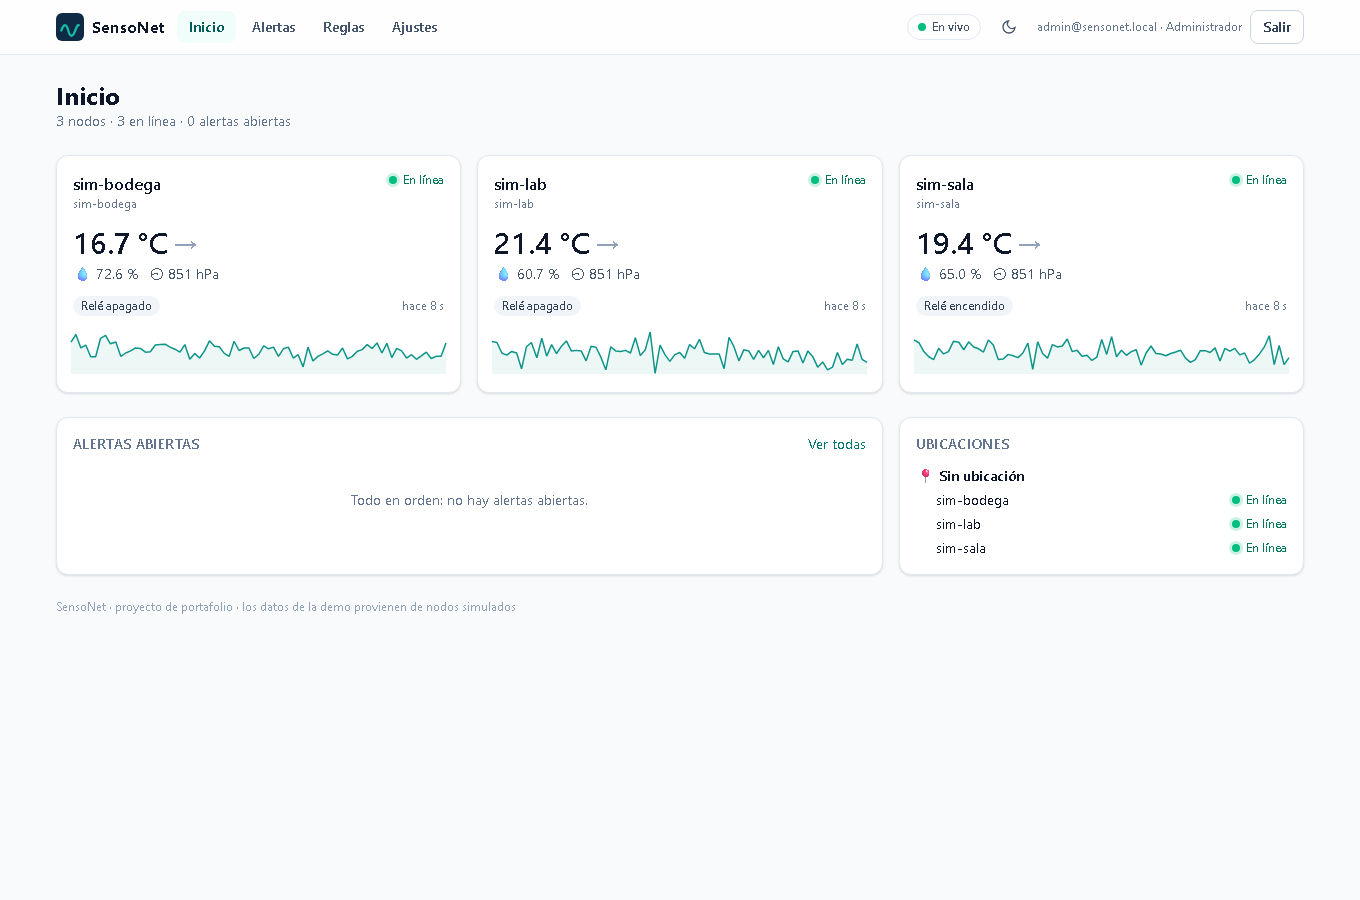 SensoNet Inicio Alertas Reglas Ajustes En vivo admin@sensonet.local · Administrador Salir
Inicio
3 nodos · 3 en línea · 0 alertas abiertas
sim-bodega En línea
sim-bodega
16.7 °C →
72.6 % 851 hPa
Relé apagado hace 8 s
sim-lab En línea
sim-lab
21.4 °C →
60.7 % 851 hPa
Relé apagado hace 8 s
sim-sala En línea
sim-sala
19.4 °C →
65.0 % 851 hPa
Relé encendido hace 8 s
ALERTAS ABIERTAS Ver todas
Todo en orden: no hay alertas abiertas.
UBICACIONES
Sin ubicación
sim-bodega En línea
sim-lab En línea
sim-sala En línea
SensoNet · proyecto de portafolio · los datos de la demo provienen de nodos simulados